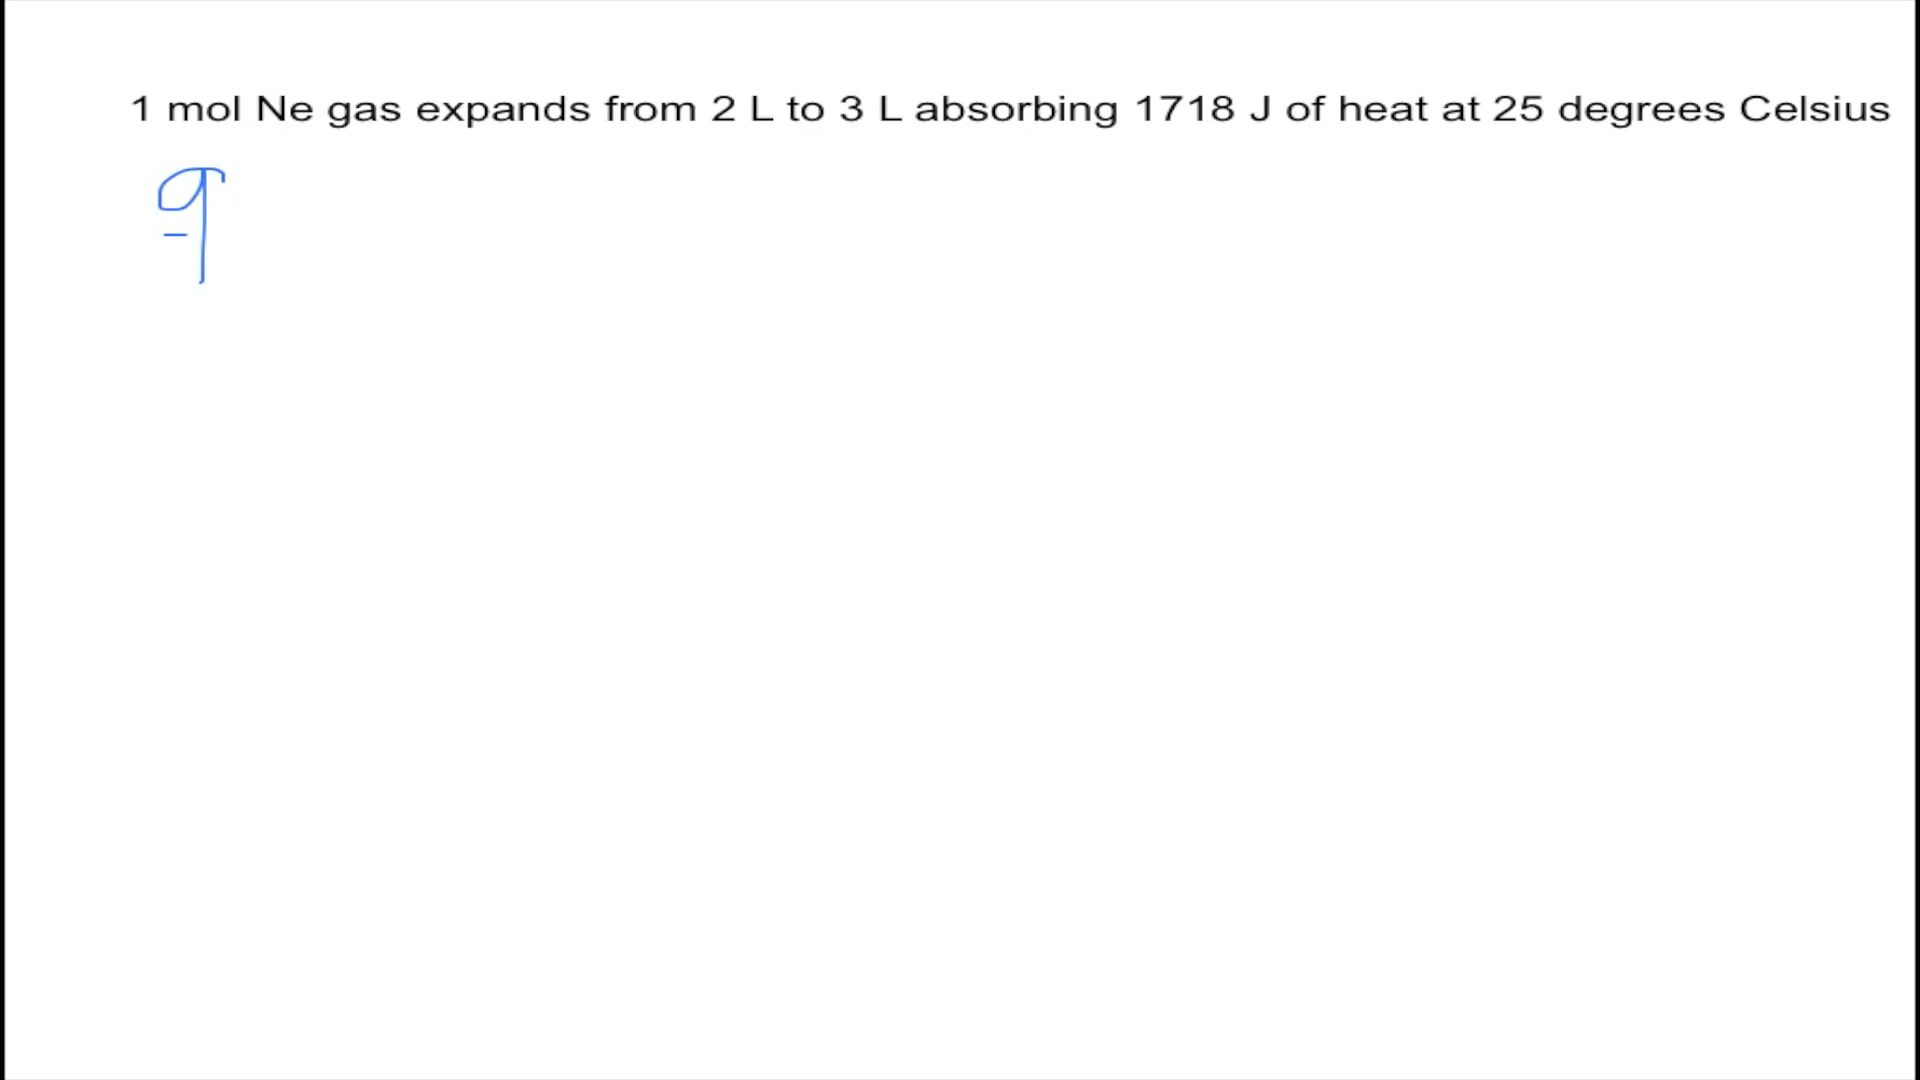 1 mol Ne gas expands from 2 L to 3 L absorbing 1718 J of heat at 25 degrees Celsius
q